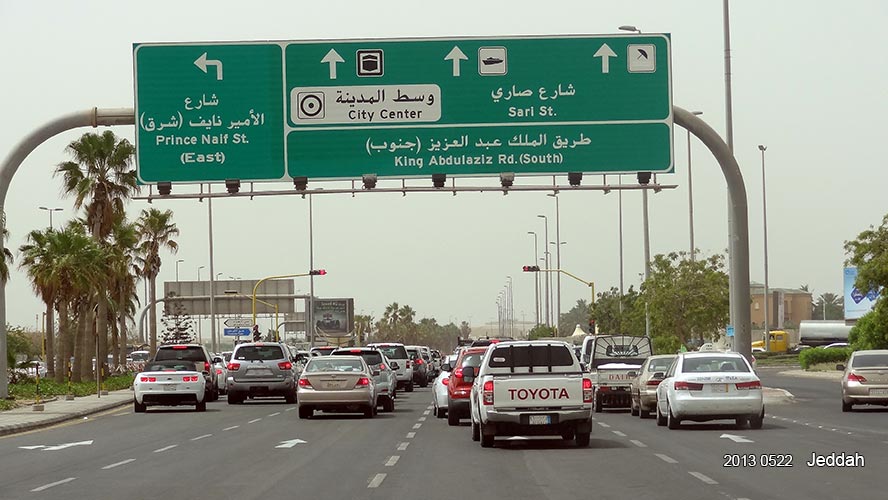 شارع
الأمير نايف (شرق)
Prince Naif St.
(East)
وسط المدينة
City Center
شارع صاري
Sari St.
طريق الملك عبد العزيز (جنوب)
King Abdulaziz Rd.(South)
TOYOTA
2013 0522 Jeddah